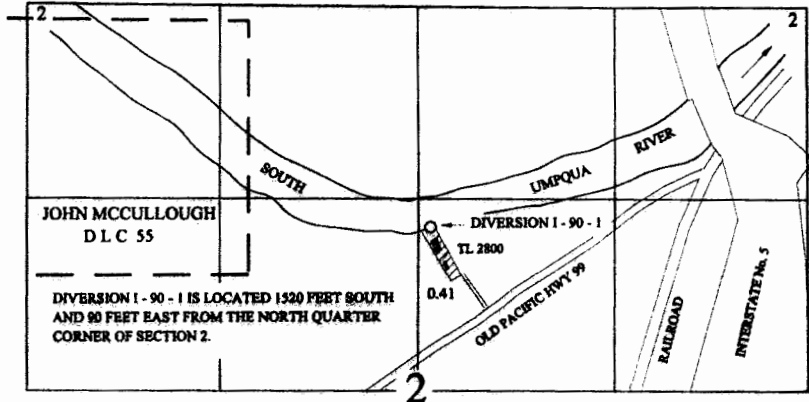 2
2
SOUTH
UMPQUA
RIVER
JOHN MCCULLOUGH
D L C 55
DIVERSION I - 90 - 1
TL 2800
0.41
OLD PACIFIC HWY 99
RAILROAD
INTERSTATE No. 5
DIVERSION I - 90 - 1 IS LOCATED 1520 FEET SOUTH
AND 90 FEET EAST FROM THE NORTH QUARTER
CORNER OF SECTION 2.
2